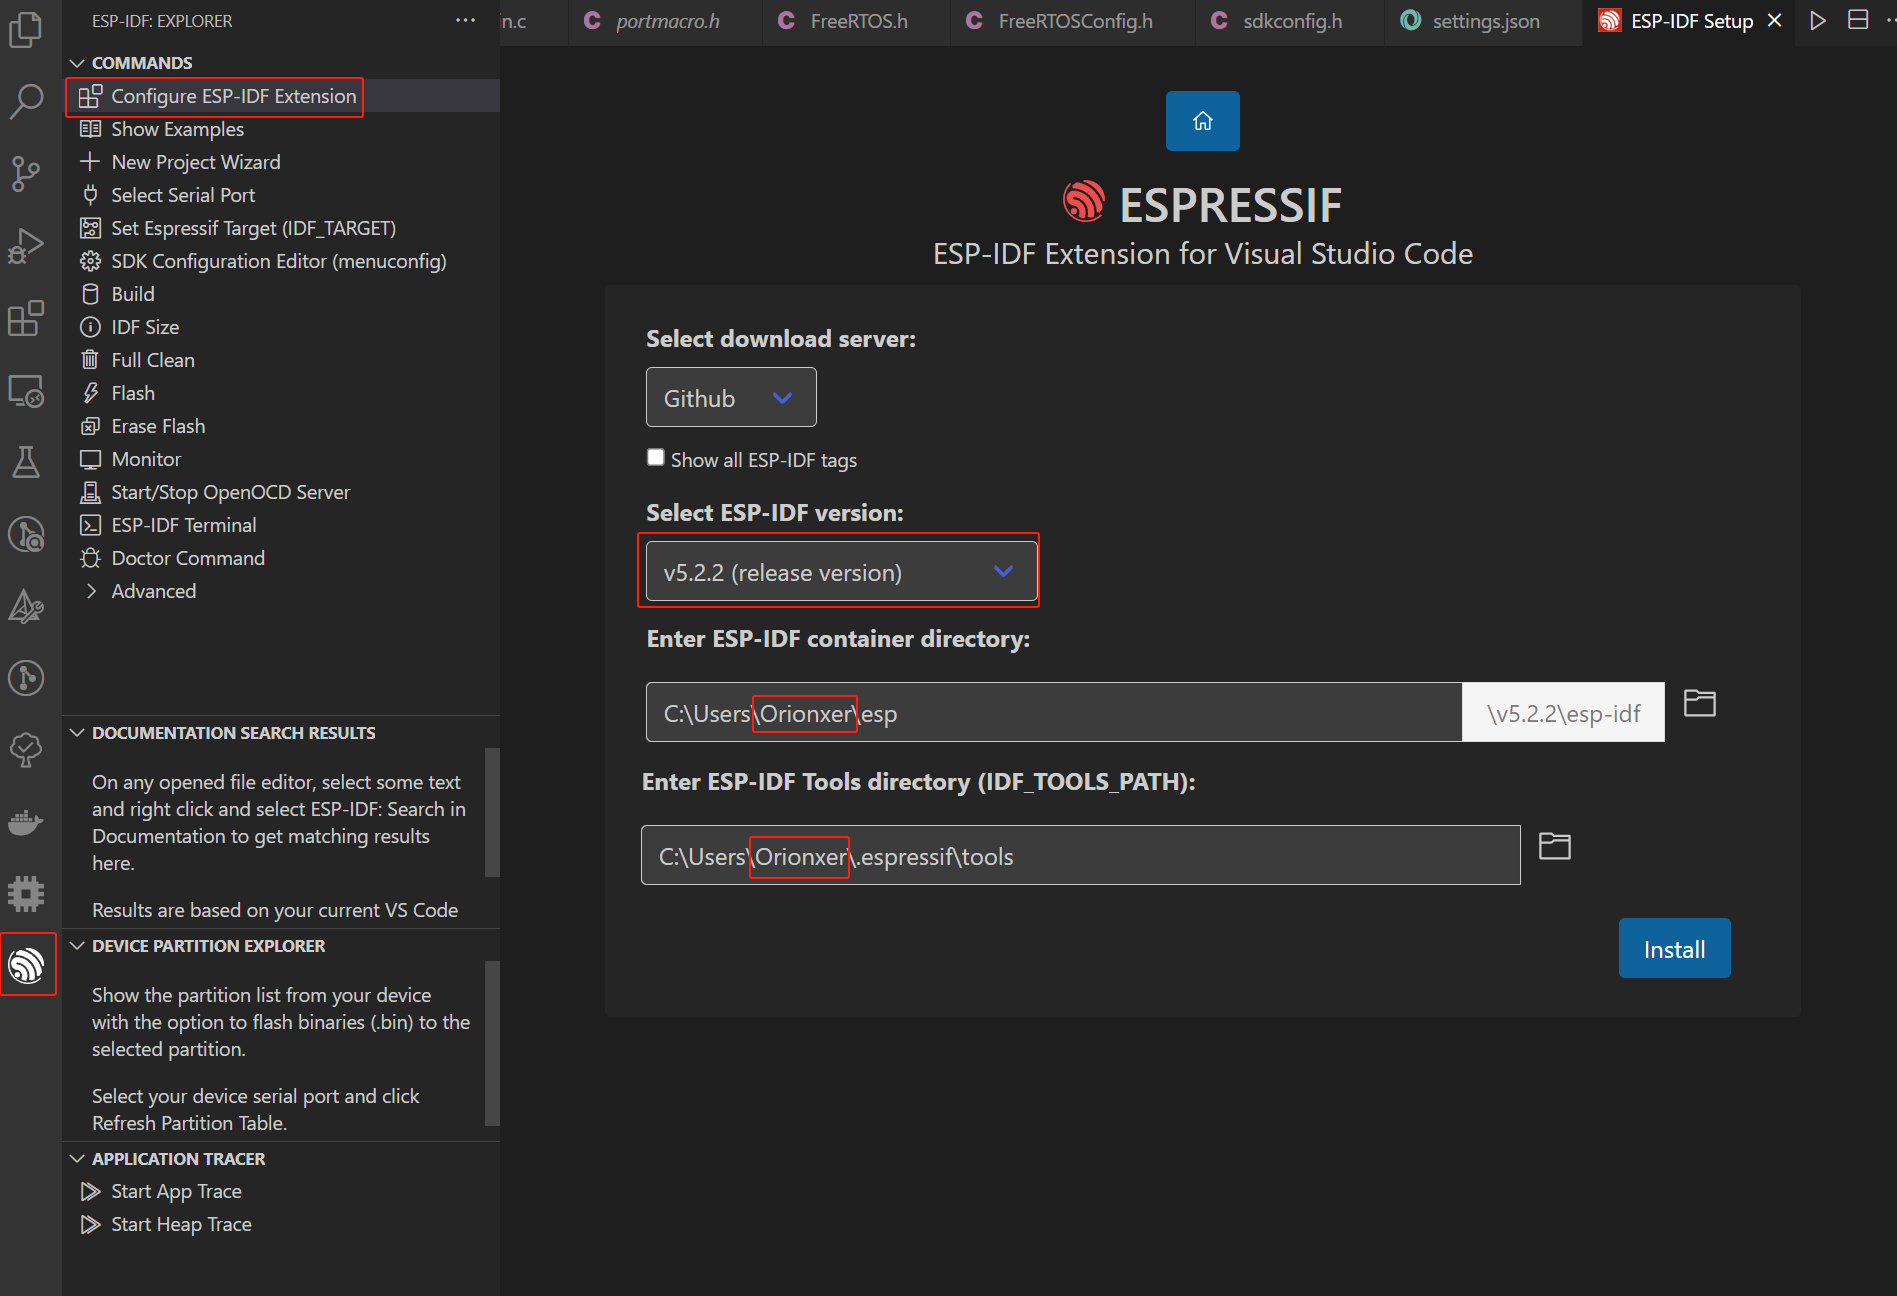 ESP-IDF: EXPLORER
COMMANDS
Configure ESP-IDF Extension
Show Examples
New Project Wizard
Select Serial Port
Set Espressif Target (IDF_TARGET)
SDK Configuration Editor (menuconfig)
Build
IDF Size
Full Clean
Flash
Erase Flash
Monitor
Start/Stop OpenOCD Server
ESP-IDF Terminal
Doctor Command
Advanced
DOCUMENTATION SEARCH RESULTS
On any opened file editor, select some text
and right click and select ESP-IDF: Search in
Documentation to get matching results
here.
Results are based on your current VS Code
DEVICE PARTITION EXPLORER
Show the partition list from your device
with the option to flash binaries (.bin) to the
selected partition.
Select your device serial port and click
Refresh Partition Table.
APPLICATION TRACER
Start App Trace
Start Heap Trace
in.c
C portmacro.h
C FreeRTOS.h
C FreeRTOSConfig.h
C sdkconfig.h
settings.json
ESP-IDF Setup
ESPRESSIF
ESP-IDF Extension for Visual Studio Code
Select download server:
Github
Show all ESP-IDF tags
Select ESP-IDF version:
v5.2.2 (release version)
Enter ESP-IDF container directory:
C:\Users\Orionxer\esp
\v5.2.2\esp-idf
Enter ESP-IDF Tools directory (IDF_TOOLS_PATH):
C:\Users\Orionxer\.espressif\tools
Install